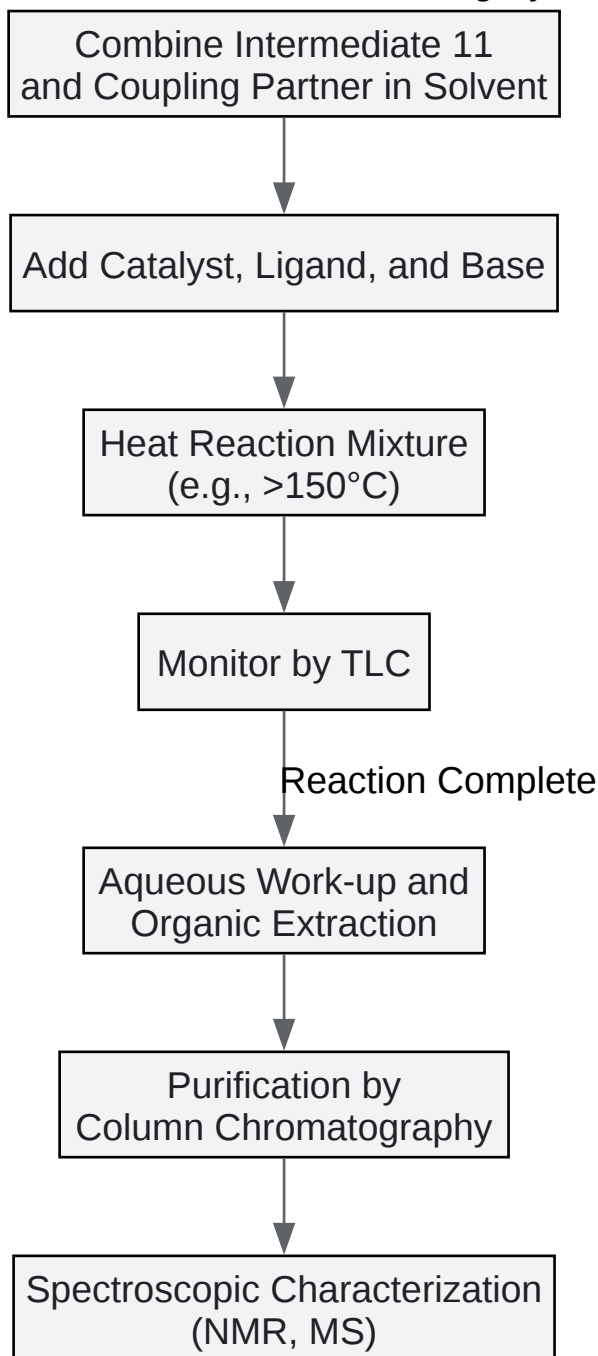 Combine Intermediate 11
and Coupling Partner in Solvent
Add Catalyst, Ligand, and Base
Heat Reaction Mixture
(e.g., >150°C)
Monitor by TLC
Reaction Complete
Aqueous Work-up and
Organic Extraction
Purification by
Column Chromatography
Spectroscopic Characterization
(NMR, MS)